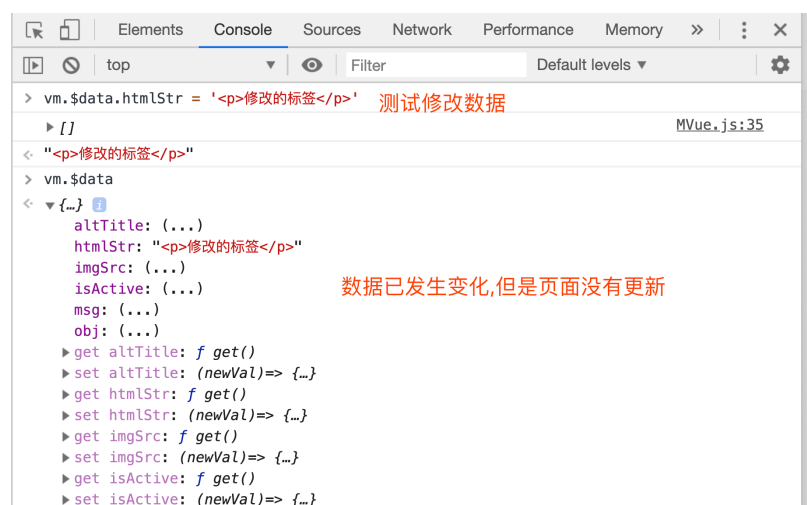 Elements Console Sources Network Performance Memory »
top ▼ Filter Default levels ▼
> vm.$data.htmlStr = '<p>修改的标签</p>' 测试修改数据
▶ [] MVue.js:35
"<p>修改的标签</p>"
> vm.$data
▼ {…} i
altTitle: (...)
htmlStr: "<p>修改的标签</p>"
imgSrc: (...)
isActive: (...)
数据已发生变化,但是页面没有更新
msg: (...)
obj: (...)
▶ get altTitle: ƒ get()
▶ set altTitle: (newVal)=> {…}
▶ get htmlStr: ƒ get()
▶ set htmlStr: (newVal)=> {…}
▶ get imgSrc: ƒ get()
▶ set imgSrc: (newVal)=> {…}
▶ get isActive: ƒ get()
▶ set isActive: (newVal)=> {…}